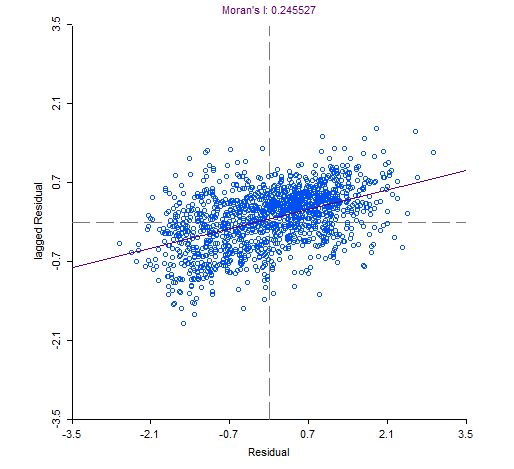 Moran's I: 0.245527
3.5
2.1
0.7
-0.7
-2.1
-3.5
lagged Residual
-3.5 -2.1 -0.7 0.7 2.1 3.5
Residual